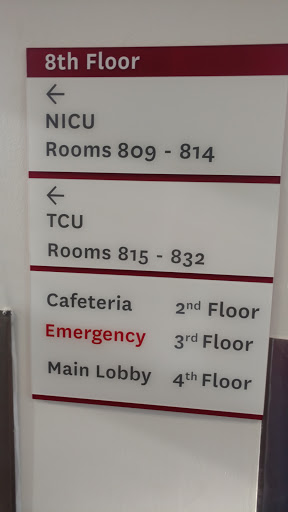 8th Floor
←
NICU
Rooms 809 - 814
←
TCU
Rooms 815 - 832
Cafeteria 2nd Floor
Emergency 3rd Floor
Main Lobby 4th Floor